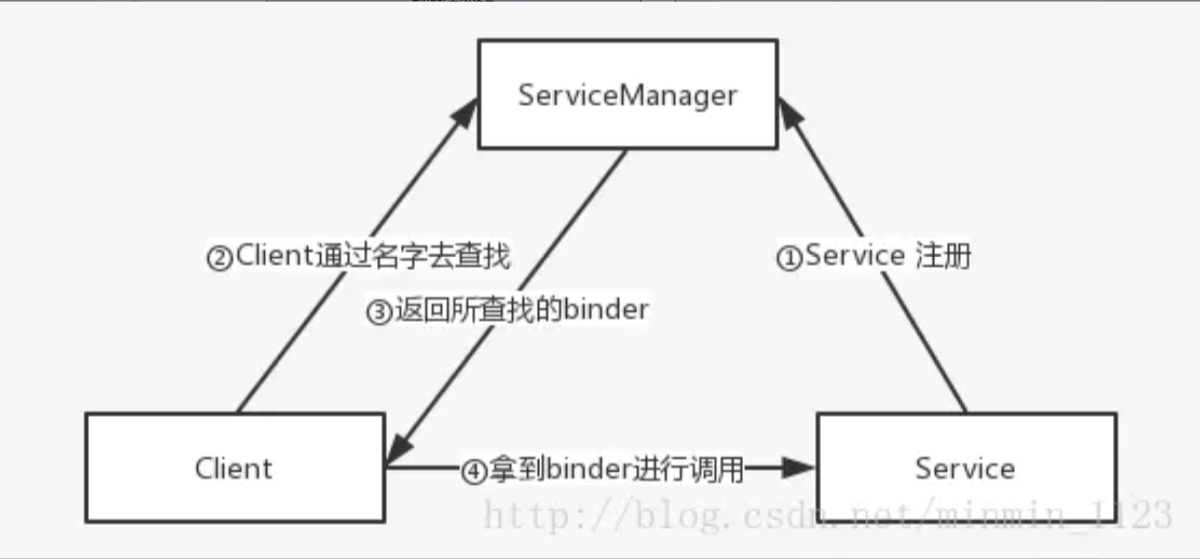 ServiceManager
②Client通过名字去查找
①Service 注册
③返回所查找的binder
Client
④拿到binder进行调用
Service
http://blog.csdn.net/minmin_1123